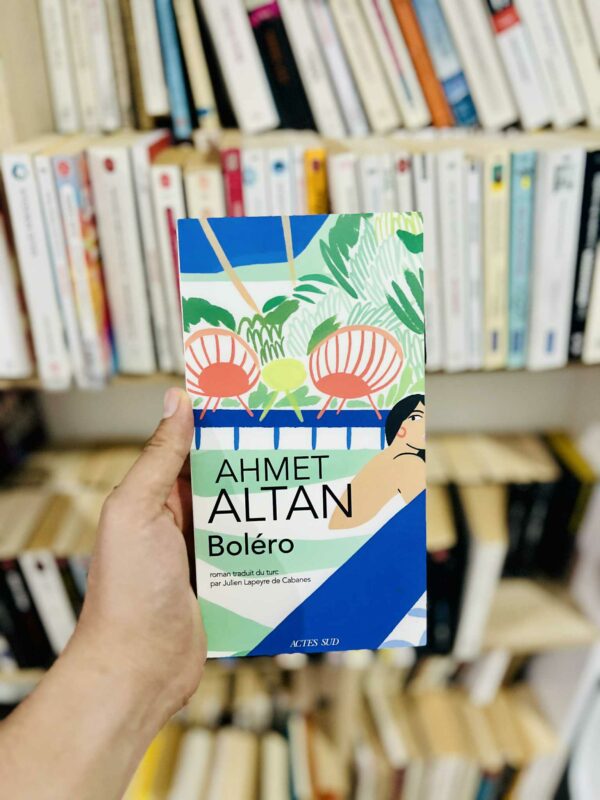 AHMET
ALTAN
Boléro
roman traduit du turc
par Julien Lapeyre de Cabanes
ACTES SUD